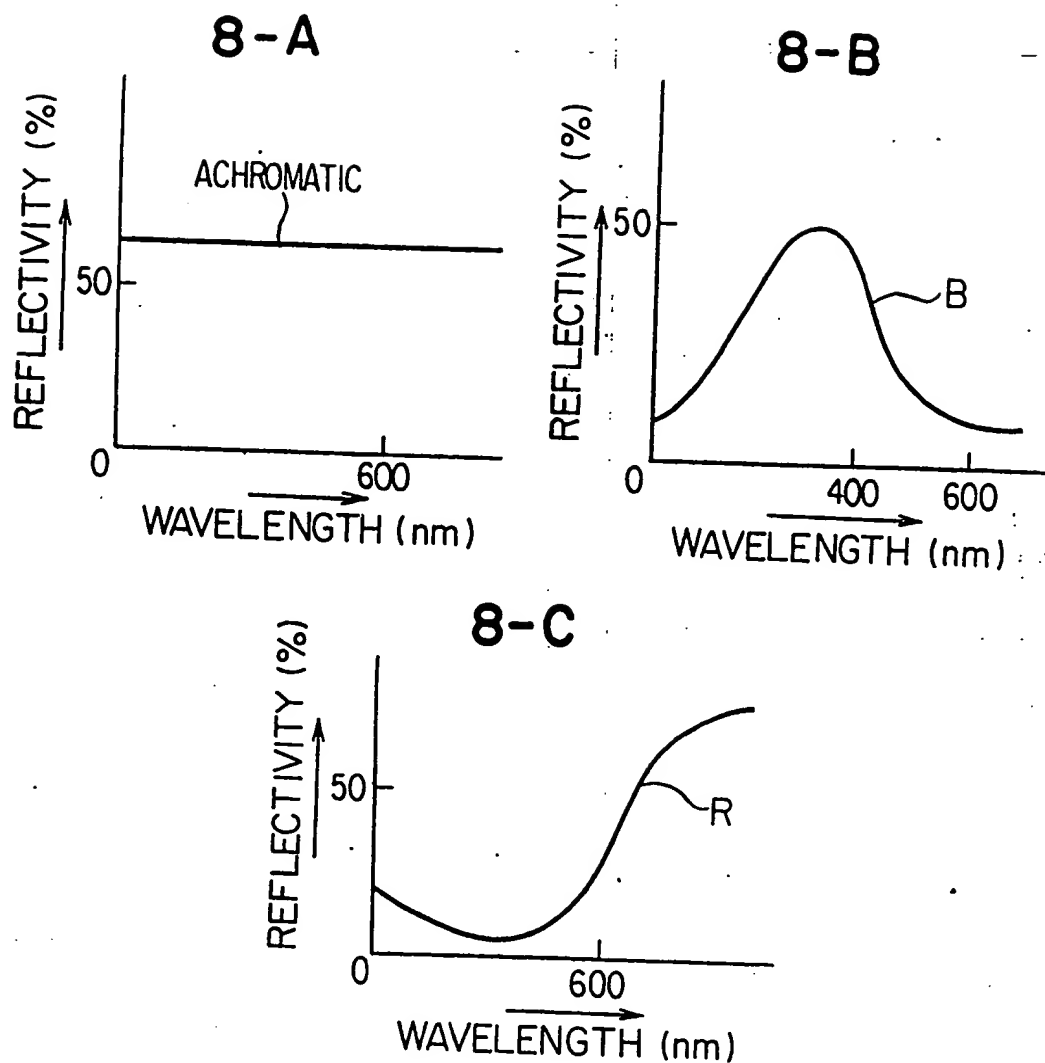 8-A
REFLECTIVITY (%)
ACHROMATIC
50
0
600
WAVELENGTH (nm)
8-B
REFLECTIVITY (%)
50
B
0
400
600
WAVELENGTH (nm)
8-C
REFLECTIVITY (%)
50
R
0
600
WAVELENGTH (nm)